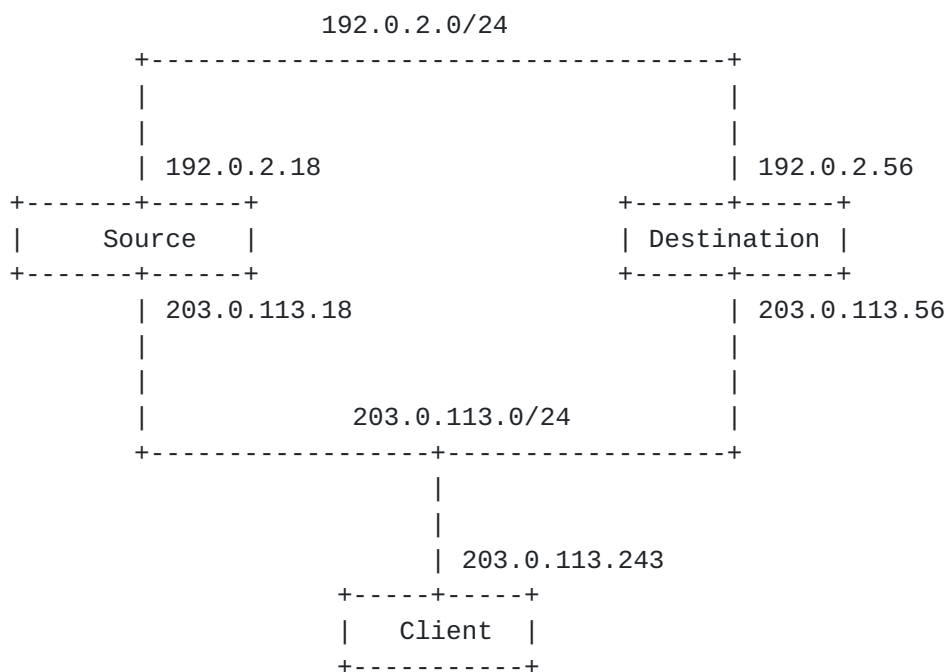 192.0.2.0/24
+-------------------------------------+
| |
| |
| 192.0.2.18 | 192.0.2.56
+-------+------+ +------+------+
| Source | | Destination |
+-------+------+ +------+------+
| 203.0.113.18 | 203.0.113.56
| |
| |
| 203.0.113.0/24 |
+------------------+------------------+
|
|
| 203.0.113.243
+-----+-----+
| Client |
+-----------+